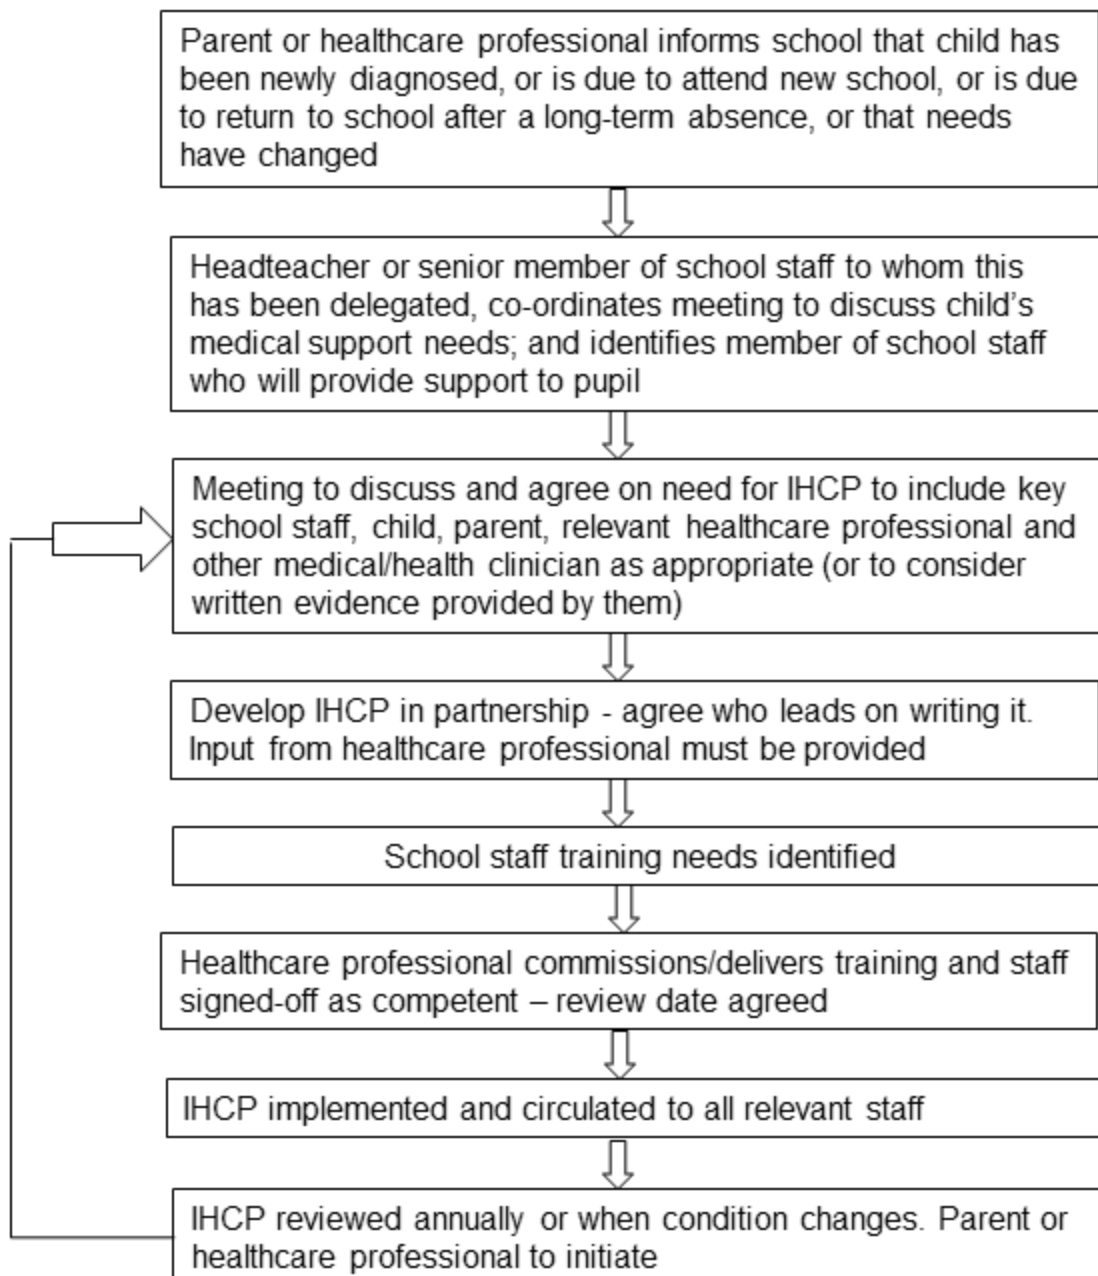 Parent or healthcare professional informs school that child has
been newly diagnosed, or is due to attend new school, or is due
to return to school after a long-term absence, or that needs
have changed
Headteacher or senior member of school staff to whom this
has been delegated, co-ordinates meeting to discuss child's
medical support needs; and identifies member of school staff
who will provide support to pupil
Meeting to discuss and agree on need for IHCP to include key
school staff, child, parent, relevant healthcare professional and
other medical/health clinician as appropriate (or to consider
written evidence provided by them)
Develop IHCP in partnership - agree who leads on writing it.
Input from healthcare professional must be provided
School staff training needs identified
Healthcare professional commissions/delivers training and staff
signed-off as competent – review date agreed
IHCP implemented and circulated to all relevant staff
IHCP reviewed annually or when condition changes. Parent or
healthcare professional to initiate